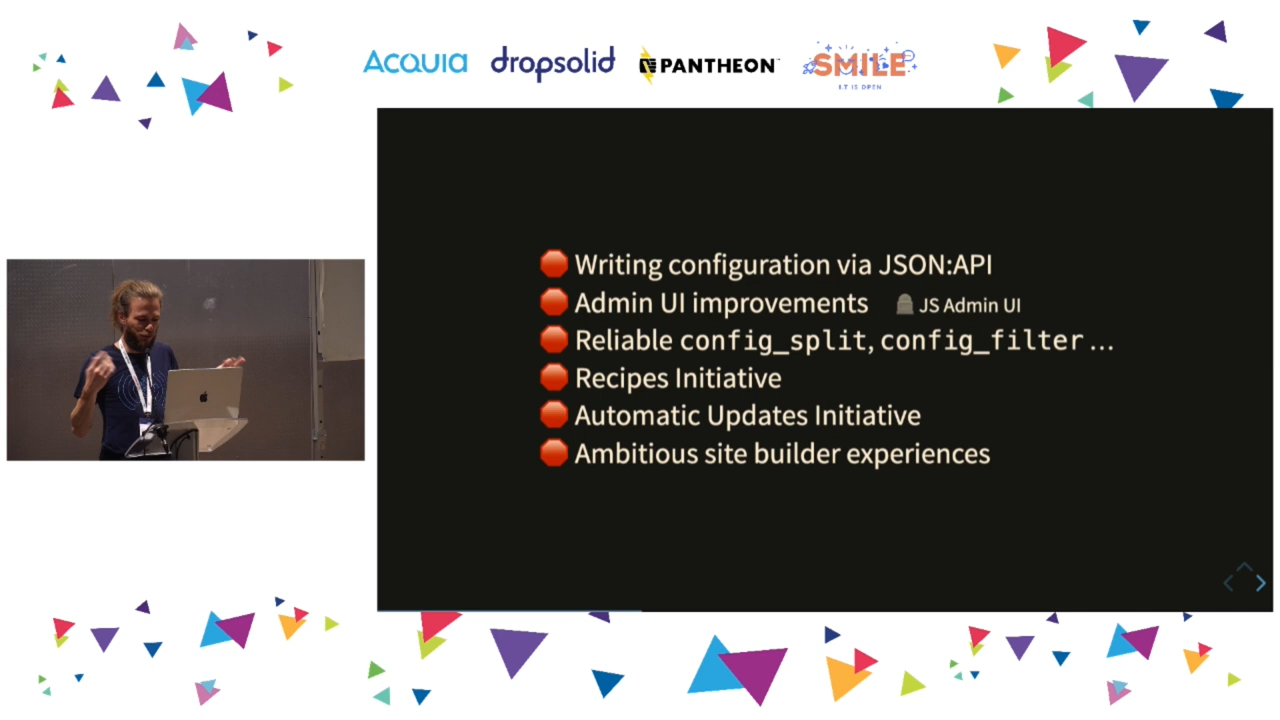 Acquia
dropsolid
PANTHEON
SMILE
I.T IS OPEN
Writing configuration via JSON:API
Admin UI improvements JS Admin UI
Reliable config_split, config_filter…
Recipes Initiative
Automatic Updates Initiative
Ambitious site builder experiences